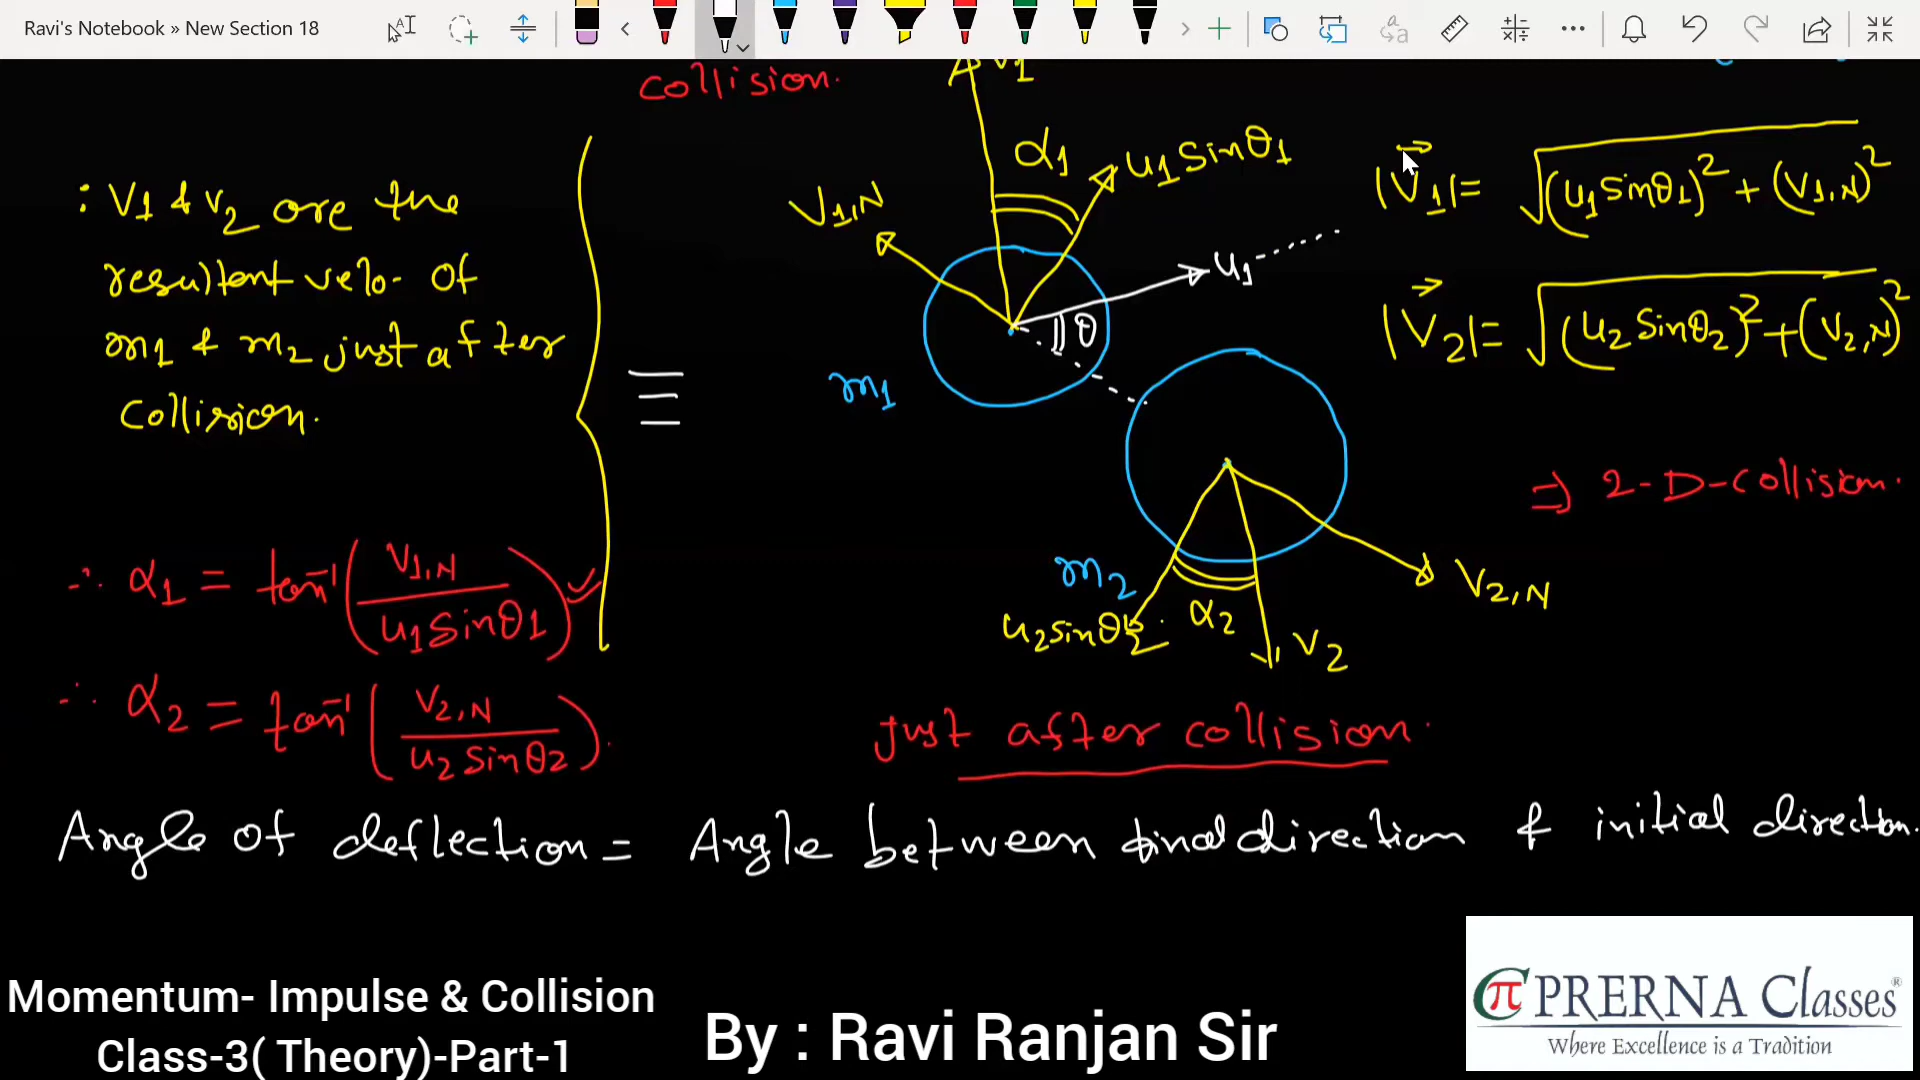 Ravi's Notebook » New Section 18
collision.
V1
α1
u1 Sinθ1
V1,N
u1
θ
m1
|V1| = √(u1 Sinθ1)² + (V1,N)²
|V2| = √(u2 Sinθ2)² + (V2,N)²
: V1 & V2 are the
resultent velo- of
m1 & m2 just after
Collision.
≡
⇒ 2-D-Collision.
m2
u2 sinθ2
α2
V2
V2,N
∴ α1 = tan⁻¹ (V1,N / u1 Sinθ1) ✓
∴ α2 = tan⁻¹ (V2,N / u2 Sinθ2).
just after collision.
Angle of deflection = Angle between final direction & initial direction.
Momentum- Impulse & Collision
Class-3( Theory)-Part-1
By : Ravi Ranjan Sir
π PRERNA Classes®
Where Excellence is a Tradition